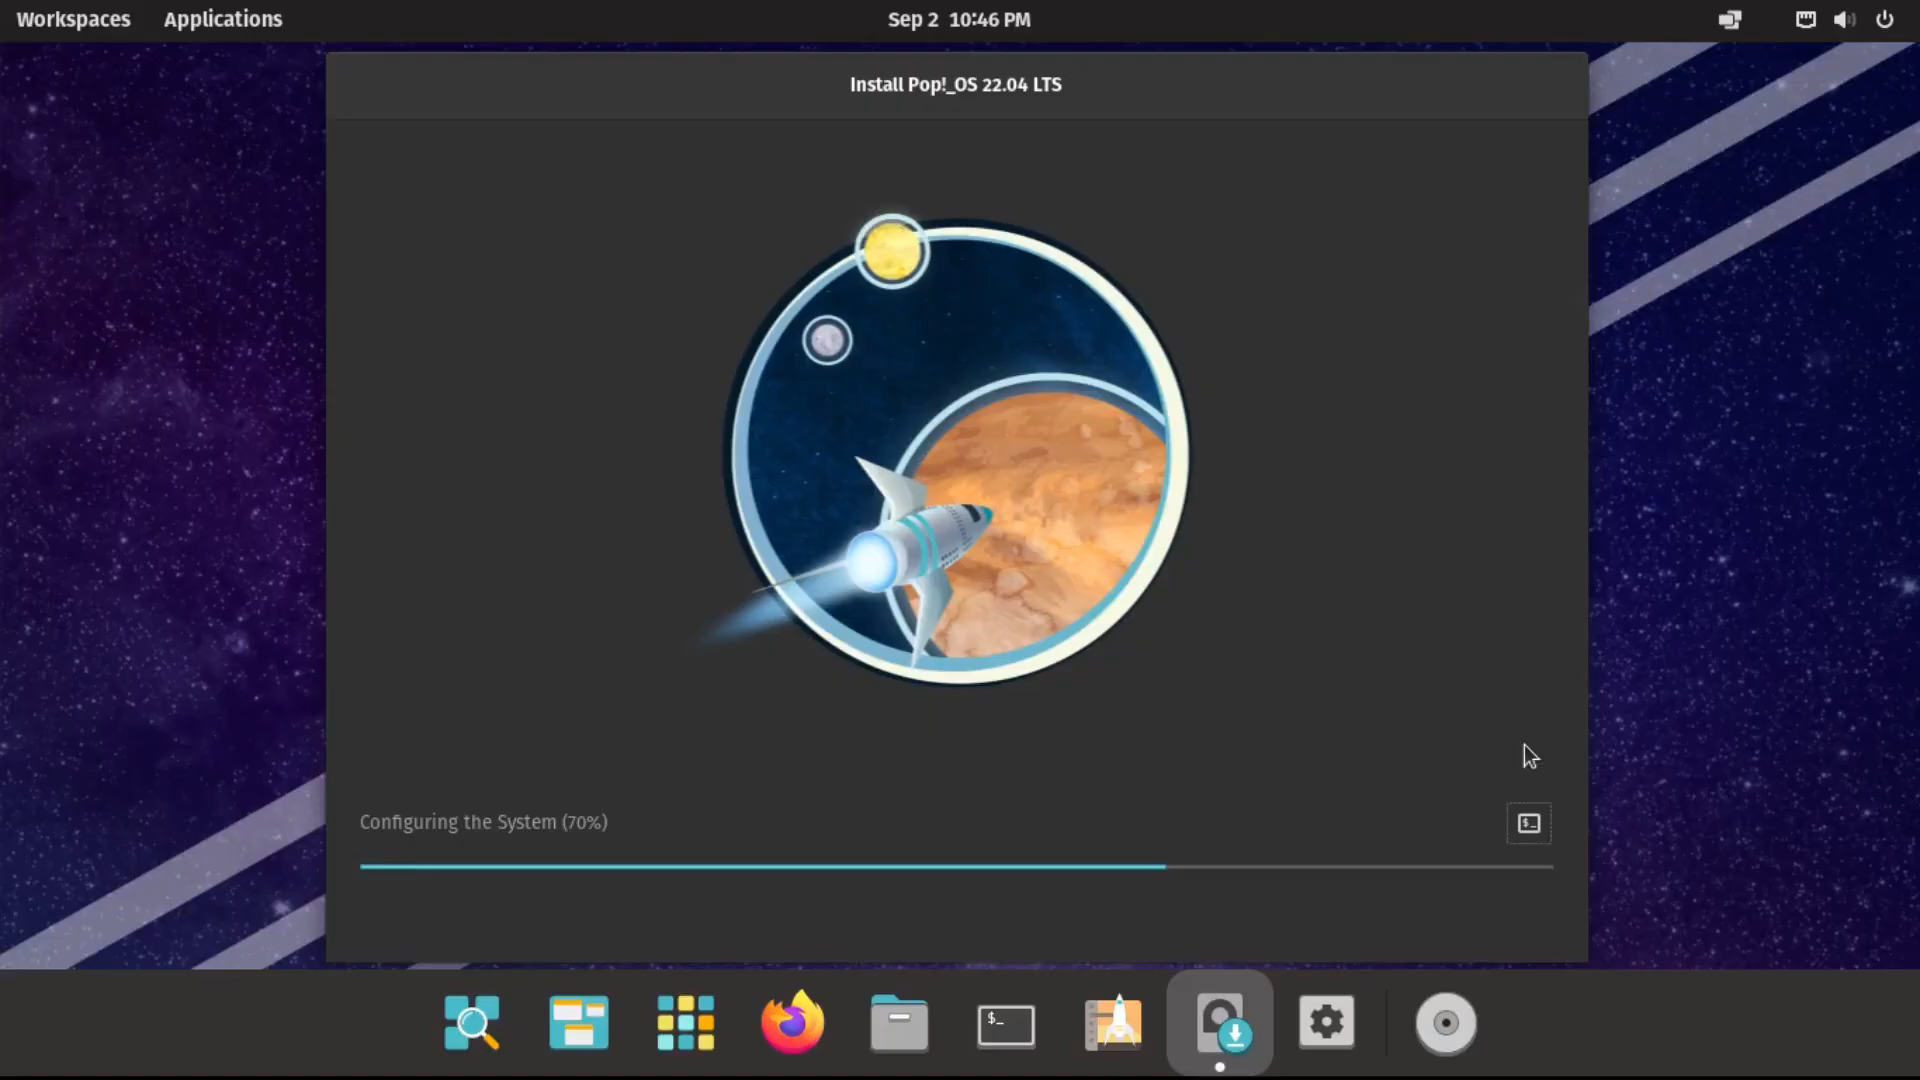 Workspaces Applications Sep 2 10:46 PM
Install Pop!_OS 22.04 LTS
Configuring the System (70%)
$_
$_